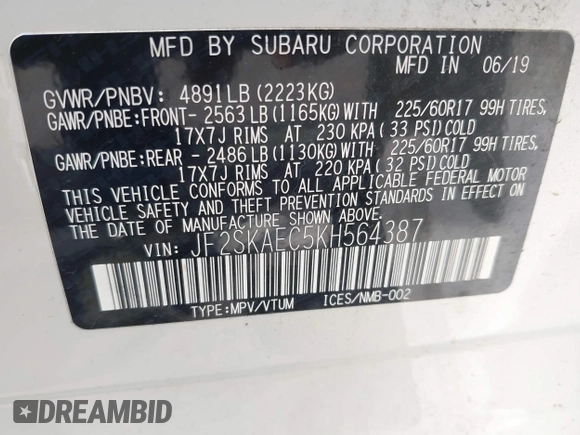 MFD BY SUBARU CORPORATION
MFD IN 06/19
GVWR/PNBV: 4891LB (2223KG)
GAWR/PNBE:FRONT- 2563 LB (1165KG) WITH 225/60R17 99H TIRES,
17X7J RIMS AT 230 KPA ( 33 PSI) COLD
GAWR/PNBE:REAR - 2486 LB (1130KG) WITH 225/60R17 99H TIRES,
17X7J RIMS AT 220 KPA ( 32 PSI) COLD
THIS VEHICLE CONFORMS TO ALL APPLICABLE FEDERAL MOTOR
VEHICLE SAFETY AND THEFT PREVENTION STANDARDS IN EFFECT ON
THE DATE OF MANUFACTURE SHOWN ABOVE.
VIN: JF2SKAEC5KH564387
TYPE:MPV/VTUM ICES/NMB-002
DREAMBID